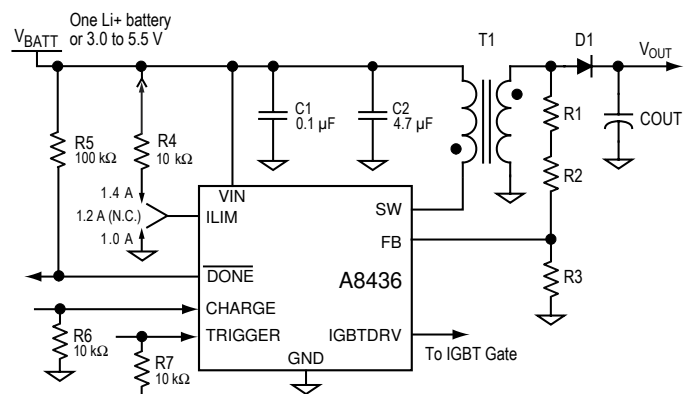 One Li+ battery
or 3.0 to 5.5 V
VBATT
T1
D1
VOUT
R1
COUT
C1
0.1 µF
C2
4.7 µF
R5
100 kΩ
R4
10 kΩ
R2
1.4 A
1.2 A (N.C.)
1.0 A
VIN
ILIM
SW
FB
DONE
A8436
R3
CHARGE
TRIGGER
IGBTDRV
R6
10 kΩ
R7
10 kΩ
GND
To IGBT Gate